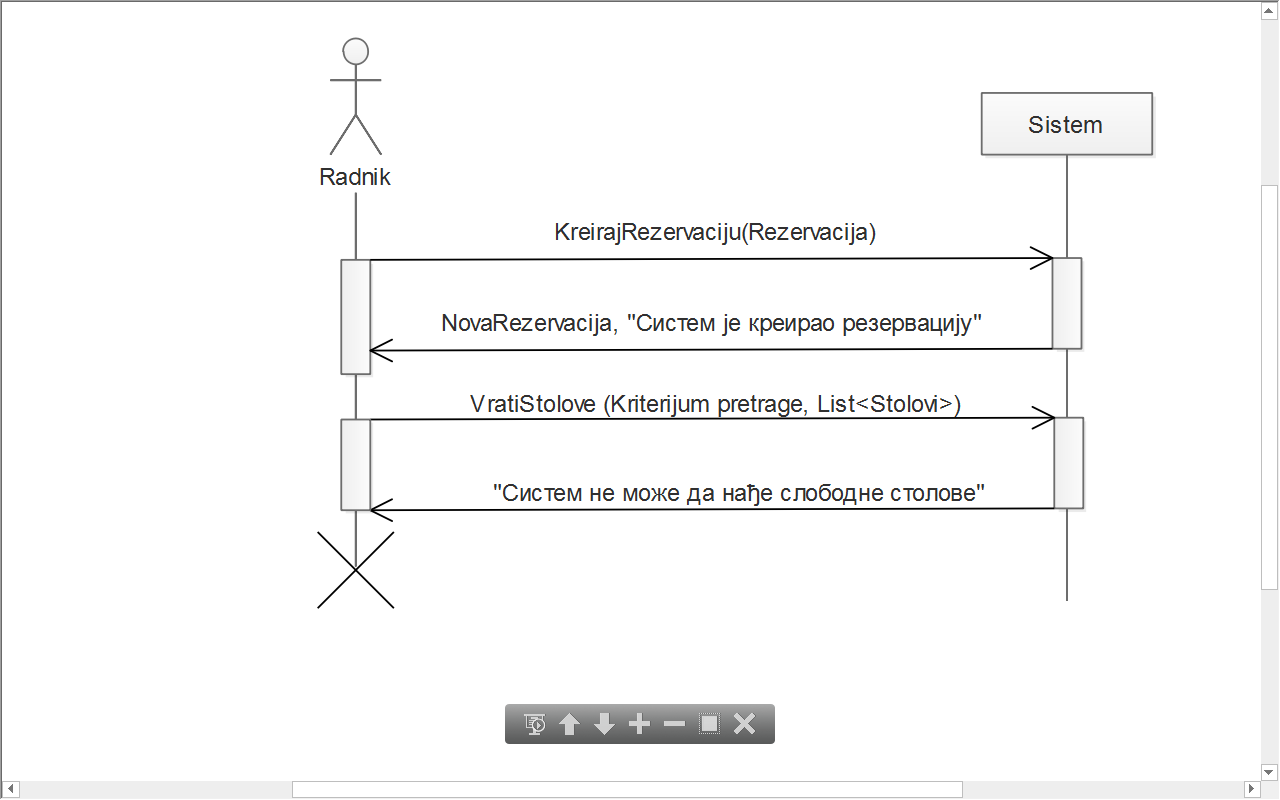 Sistem
Radnik
KreirajRezervaciju(Rezervacija)
NovaRezervacija, "Систем је креирао резервацију"
VratiStolove (Kriterijum pretrage, List<Stolovi>)
"Систем не може да нађе слободне столове"